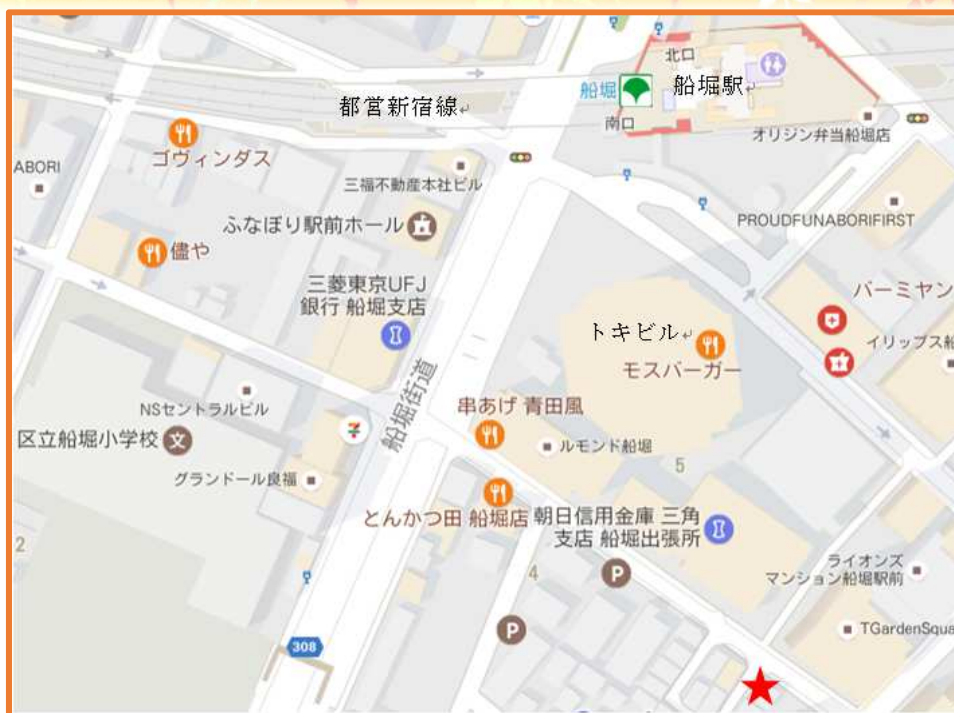 北口
船堀
船堀駅
南口
都営新宿線
オリジン弁当船堀店
ゴヴィンダス
ABORI
三福不動産本社ビル
ふなぼり駅前ホール
PROUDFUNABORIFIRST
儘や
三菱東京UFJ
銀行 船堀支店
バーミヤン
トキビル
モスバーガー
イリップス船
船堀街道
NSセントラルビル
串あげ 青田風
区立船堀小学校
文
ルモンド船堀
グランドール良福
5
とんかつ田 船堀店
朝日信用金庫 三角
支店 船堀出張所
2
4
P
ライオンズ
マンション船堀駅前
P
TGardenSqua
308